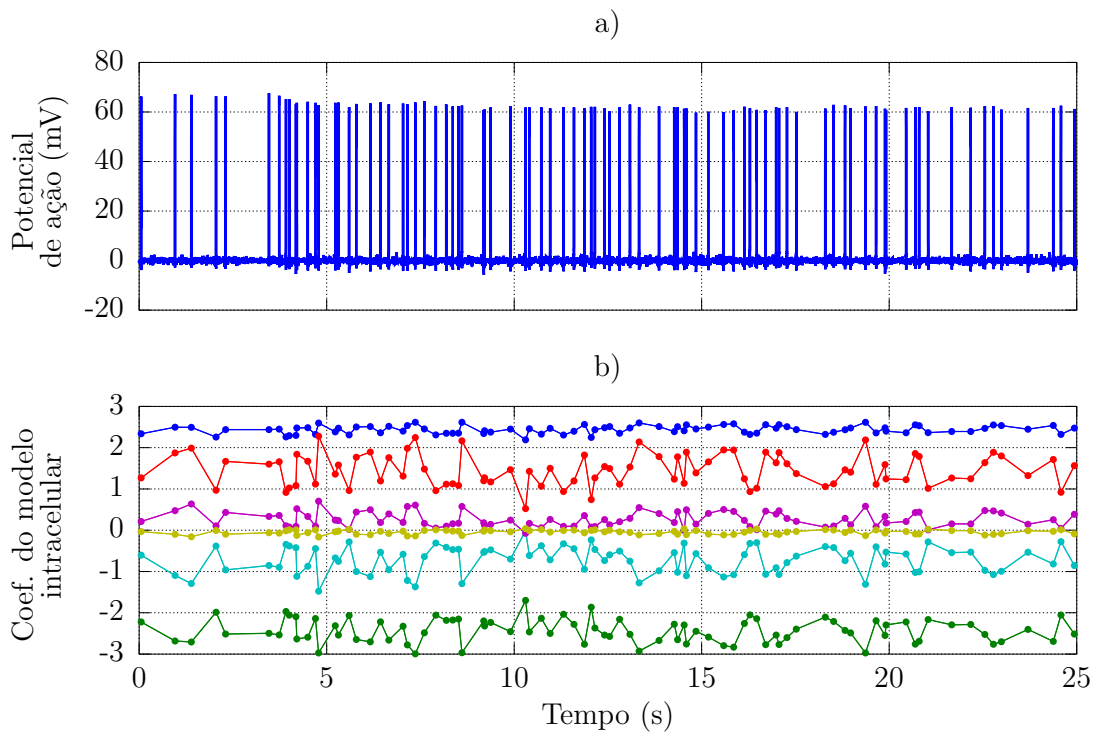 a)
80
60
40
20
0
-20
Potencial
de ação (mV)
b)
3
2
1
0
-1
-2
-3
Coef. do modelo
intracelular
0 5 10 15 20 25
Tempo (s)